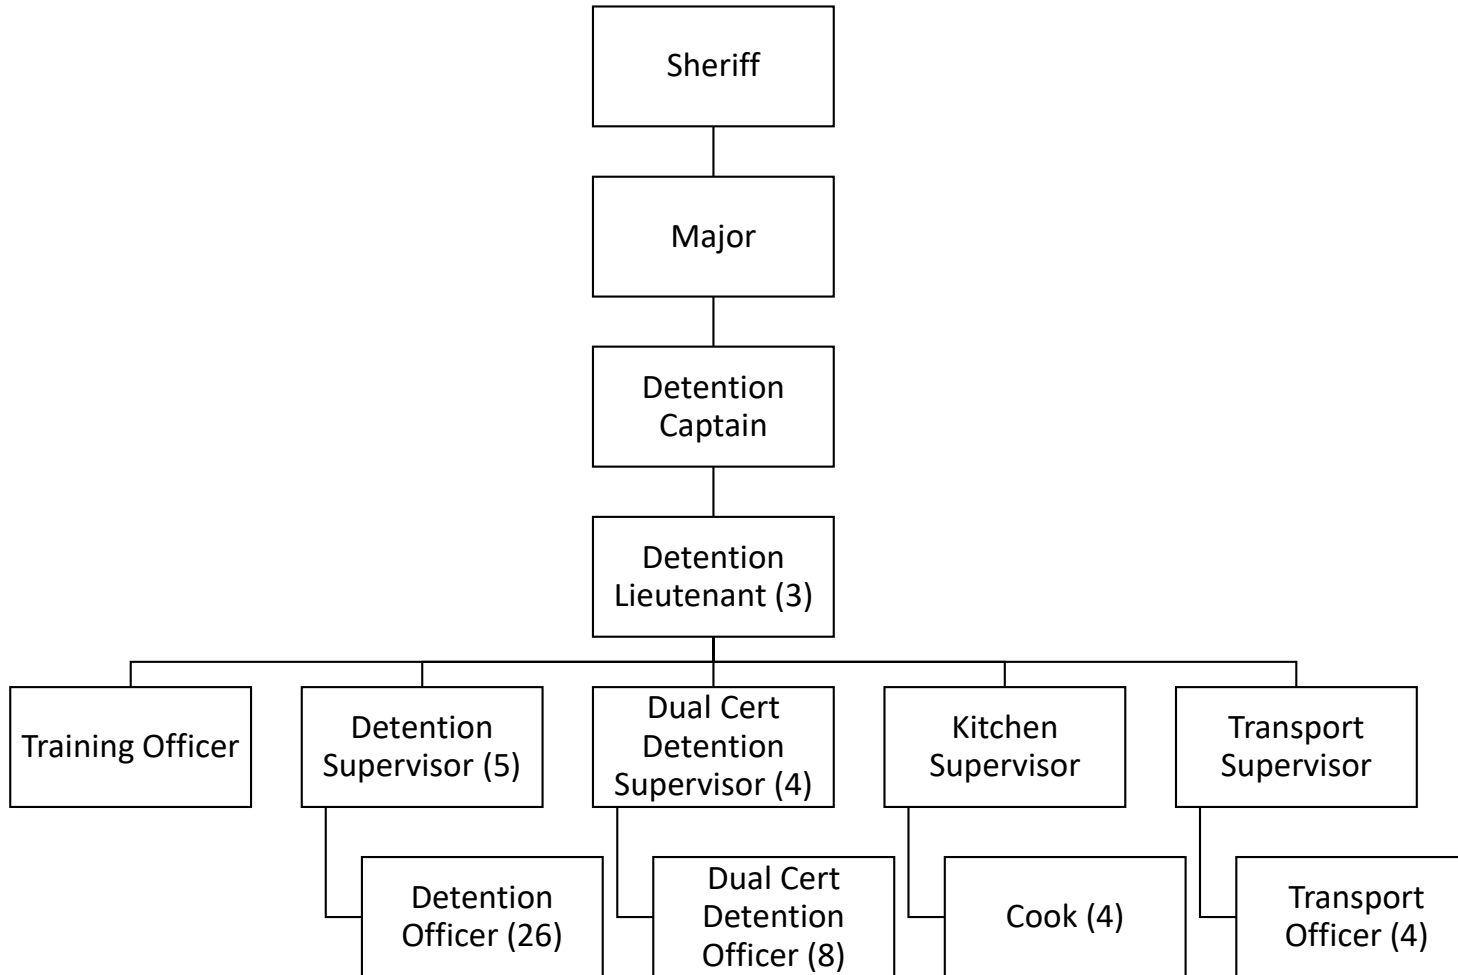 Sheriff
Major
Detention
Captain
Detention
Lieutenant (3)
Training Officer
Detention
Supervisor (5)
Dual Cert
Detention
Supervisor (4)
Kitchen
Supervisor
Transport
Supervisor
Detention
Officer (26)
Dual Cert
Detention
Officer (8)
Cook (4)
Transport
Officer (4)